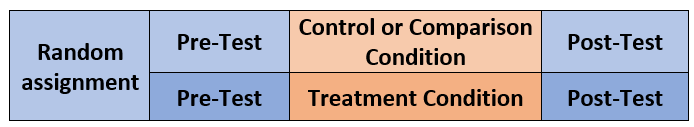 Random
assignment
Pre-Test
Control or Comparison
Condition
Post-Test
Pre-Test
Treatment Condition
Post-Test